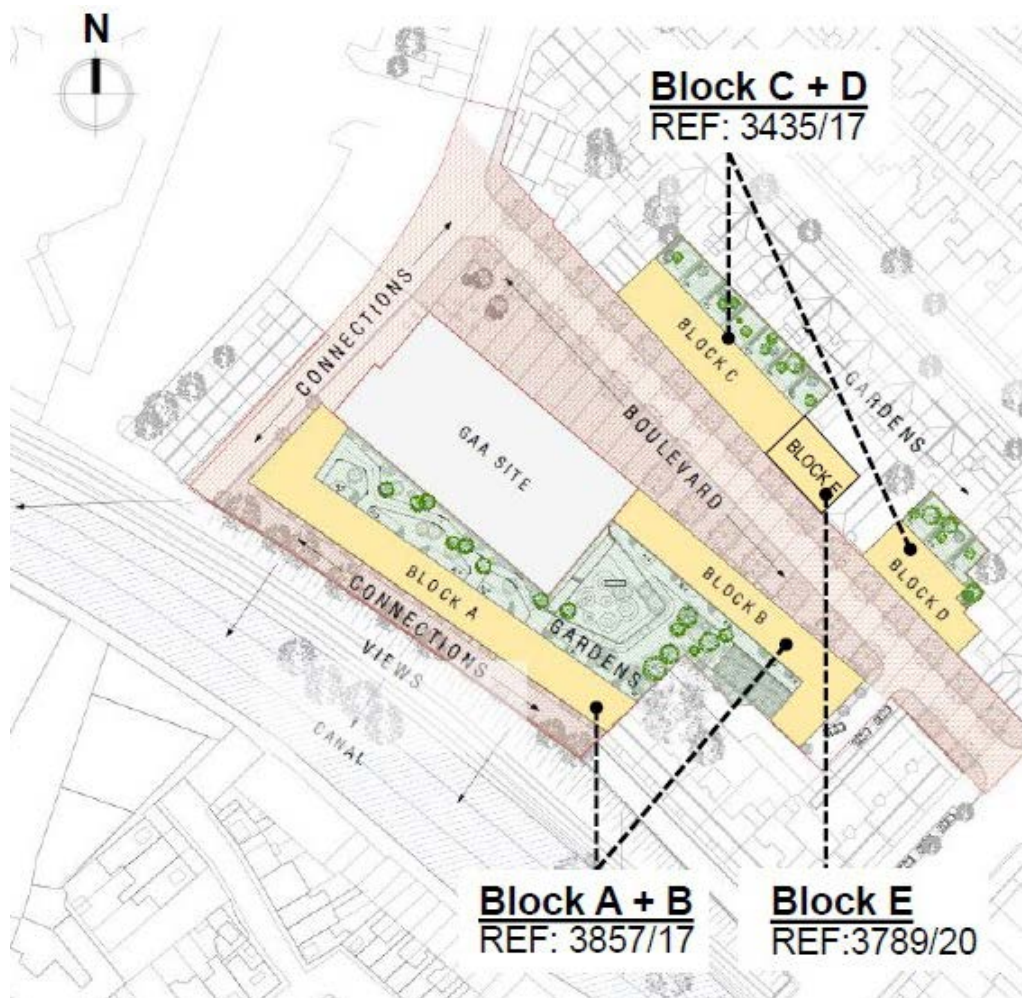 N
Block C + D
REF: 3435/17
CONNECTIONS
BLOCK C
GARDENS
BOULEVARD
BLOCK E
GAA SITE
BLOCK A
BLOCK B
BLOCK D
CONNECTIONS
GARDENS
VIEWS
CANAL
Block A + B
REF: 3857/17
Block E
REF:3789/20